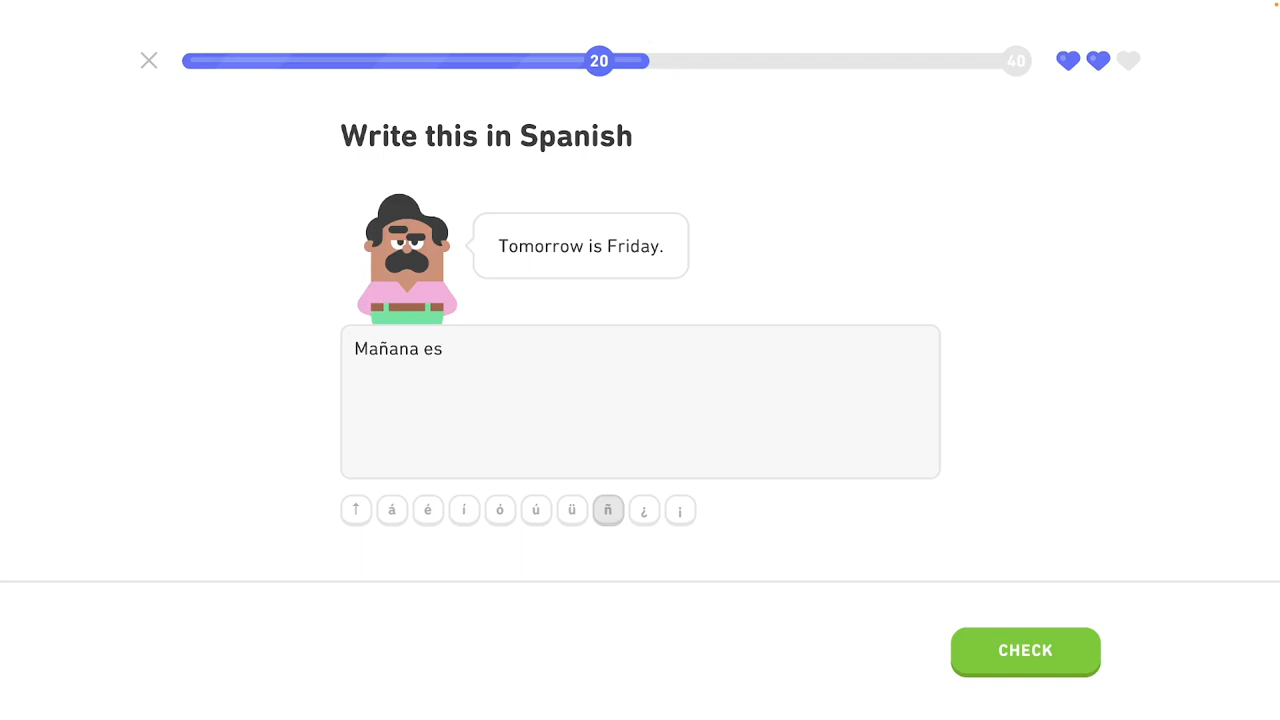 20
40
Write this in Spanish
Tomorrow is Friday.
Mañana es
↑ á é í ó ú ü ñ ¿ ¡
CHECK